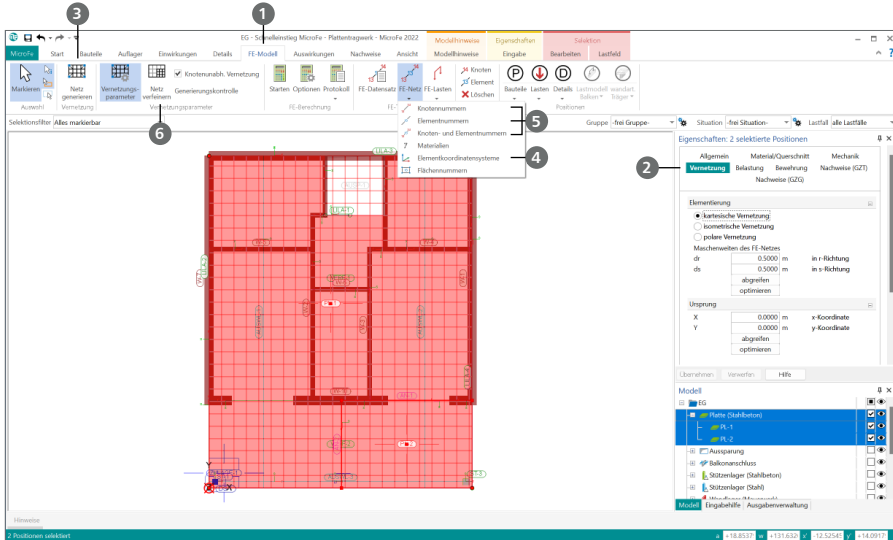 3
1
EG - Schnelleinstieg MicroFe - Plattentragwerk - MicroFe 2022
Modellhinweise
Eigenschaften
Selektion
MicroFe
Start
Bauteile
Auflager
Einwirkungen
Details
FE-Modell
Auswirkungen
Nachweise
Ansicht
Modellhinweise
Eingabe
Bearbeiten
Lastfeld
Markieren
Netz generieren
Vernetzungs-parameter
Netz verfeinern
Knotenunabh. Vernetzung
Generierungskontrolle
Starten
Optionen
Protokoll
FE-Datensatz
FE-Netz
FE-Lasten
Knoten
Element
Löschen
Bauteile
Lasten
Details
Lastmodell Balken
wandart. Träger
Auswahl
Vernetzung
Vernetzungsparameter
FE-Berechnung
Positionen
6
Selektionsfilter
Alles markierbar
Gruppe
-frei Gruppe-
Situation
-frei Situation-
Lastfall
alle Lastfälle
Knotennummern
Elementnummern
Knoten- und Elementnummern
Materialien
Elementkoordinatensysteme
Flächennummern
5
4
2
Eigenschaften: 2 selektierte Positionen
Allgemein
Material/Querschnitt
Mechanik
Vernetzung
Belastung
Bewehrung
Nachweise (GZT)
Nachweise (GZG)
Elementierung
kartesische Vernetzung
isometrische Vernetzung
polare Vernetzung
Maschenweiten des FE-Netzes
dr 0.5000 m in r-Richtung
ds 0.5000 m in s-Richtung
abgreifen
optimieren
Ursprung
X 0.0000 m x-Koordinate
Y 0.0000 m y-Koordinate
abgreifen
optimieren
Übernehmen
Verwerfen
Hilfe
Modell
EG
Platte (Stahlbeton)
PL-1
PL-2
Aussparung
Balkonanschluss
Stützenlager (Stahlbeton)
Stützenlager (Stahl)
Modell
Eingabehilfe
Ausgabenverwaltung
Y
X
Hinweise
2 Positionen selektiert